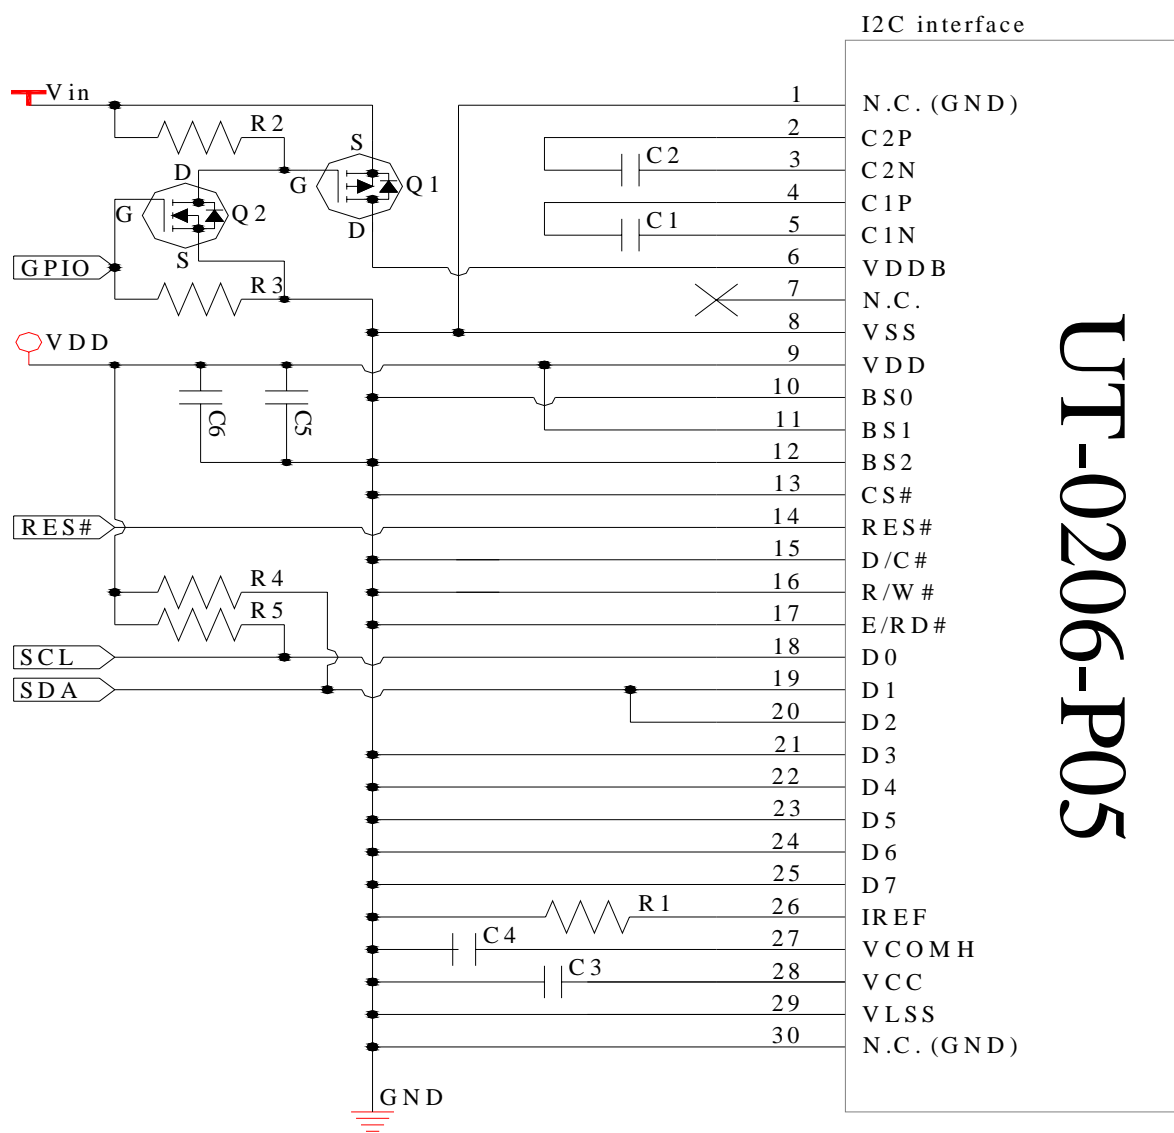 I2C interface
Vin
1 N.C. (GND)
R2
2 C2P
S
C2
3 C2N
D
G
Q1
4 C1P
G
Q2
C1
D
5 C1N
S
GPIO
6 VDDB
R3
7 N.C.
8 VSS
VDD
9 VDD
10 BS0
C6
C5
11 BS1
12 BS2
13 CS#
RES#
14 RES#
15 D/C#
R4
16 R/W#
R5
17 E/RD#
SCL
18 D0
SDA
19 D1
20 D2
21 D3
22 D4
23 D5
24 D6
25 D7
R1
26 IREF
C4
27 VCOMH
C3
28 VCC
29 VLSS
30 N.C. (GND)
GND
UT-0206-P05